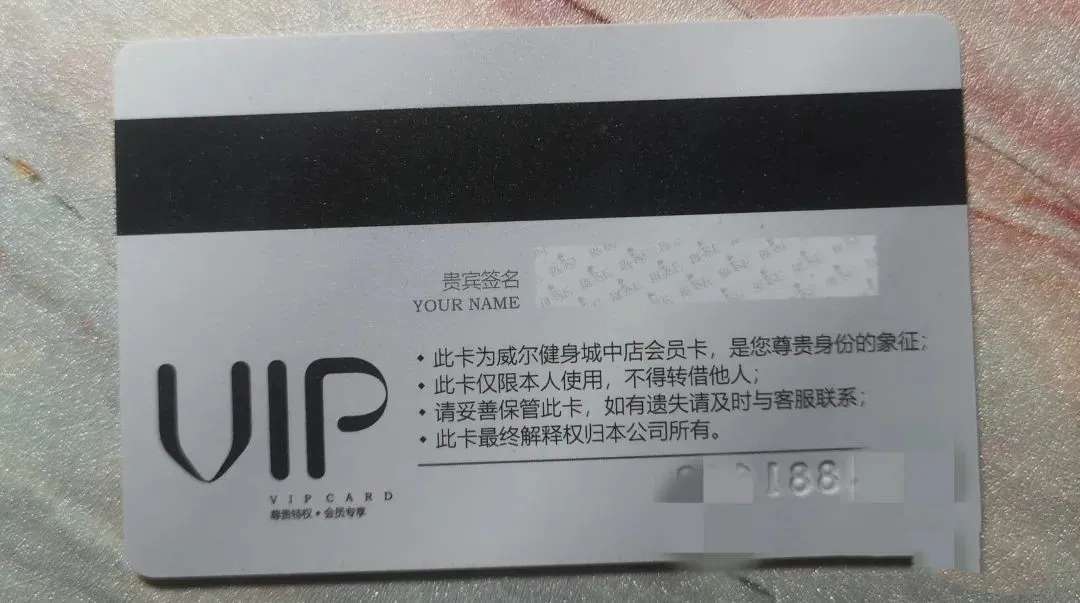 贵宾签名
YOUR NAME
• 此卡为威尔健身城中店会员卡，是您尊贵身份的象征；
• 此卡仅限本人使用，不得转借他人；
• 请妥善保管此卡，如有遗失请及时与客服联系；
• 此卡最终解释权归本公司所有。
VIP
VIP CARD
尊贵特权 • 会员专享